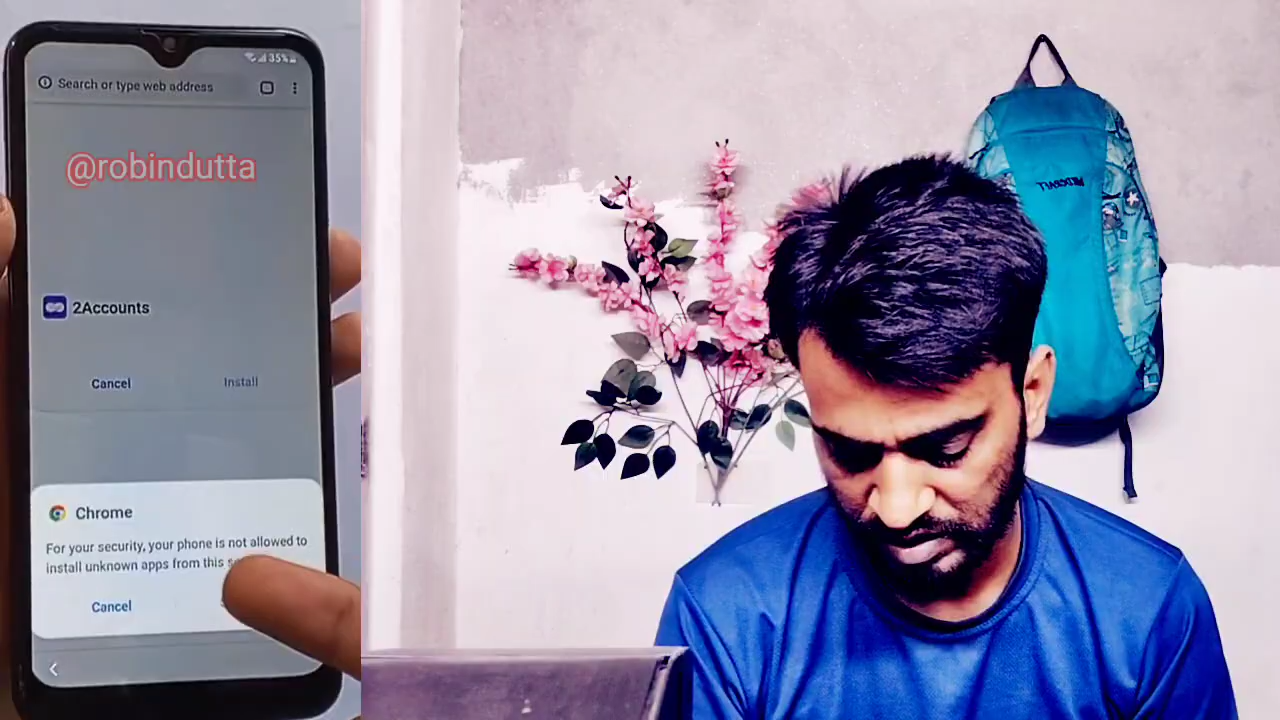 35%
Search or type web address
@robindutta
2Accounts
Cancel Install
Chrome
For your security, your phone is not allowed to
install unknown apps from this
Cancel